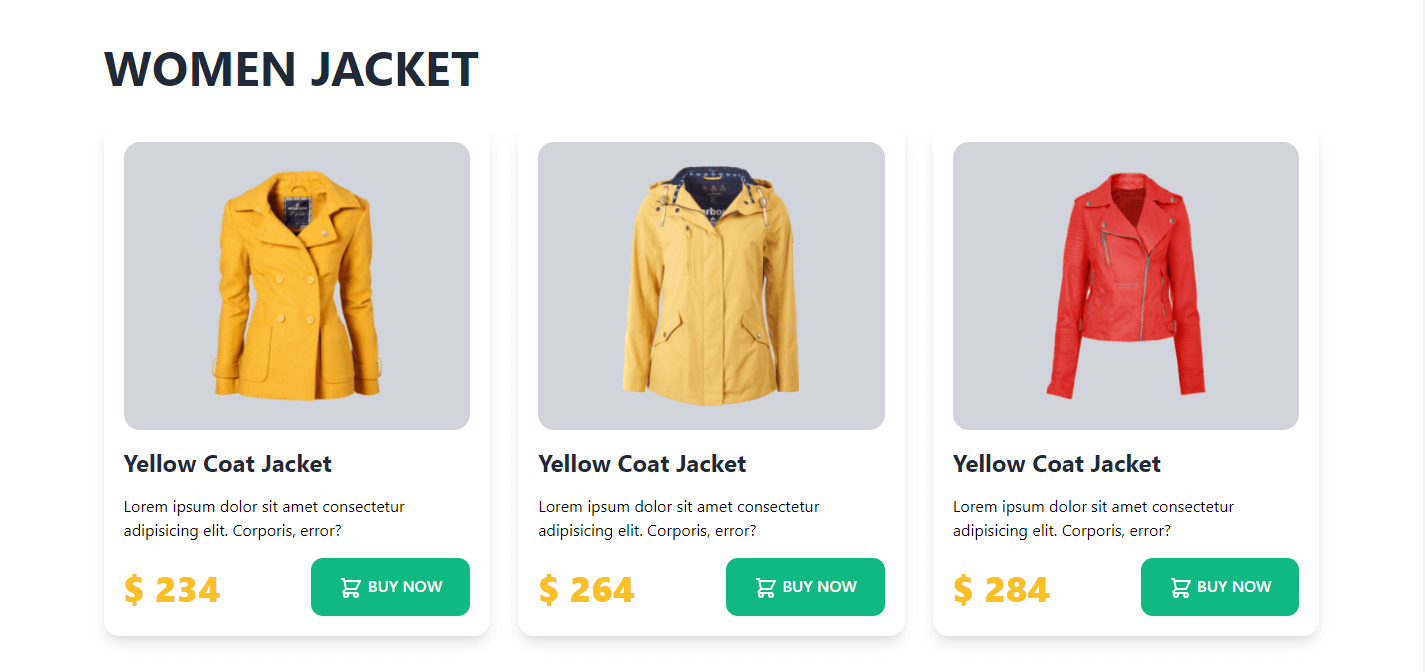 WOMEN JACKET
Yellow Coat Jacket
Lorem ipsum dolor sit amet consectetur
adipisicing elit. Corporis, error?
$ 234
BUY NOW
Yellow Coat Jacket
Lorem ipsum dolor sit amet consectetur
adipisicing elit. Corporis, error?
$ 264
BUY NOW
Yellow Coat Jacket
Lorem ipsum dolor sit amet consectetur
adipisicing elit. Corporis, error?
$ 284
BUY NOW